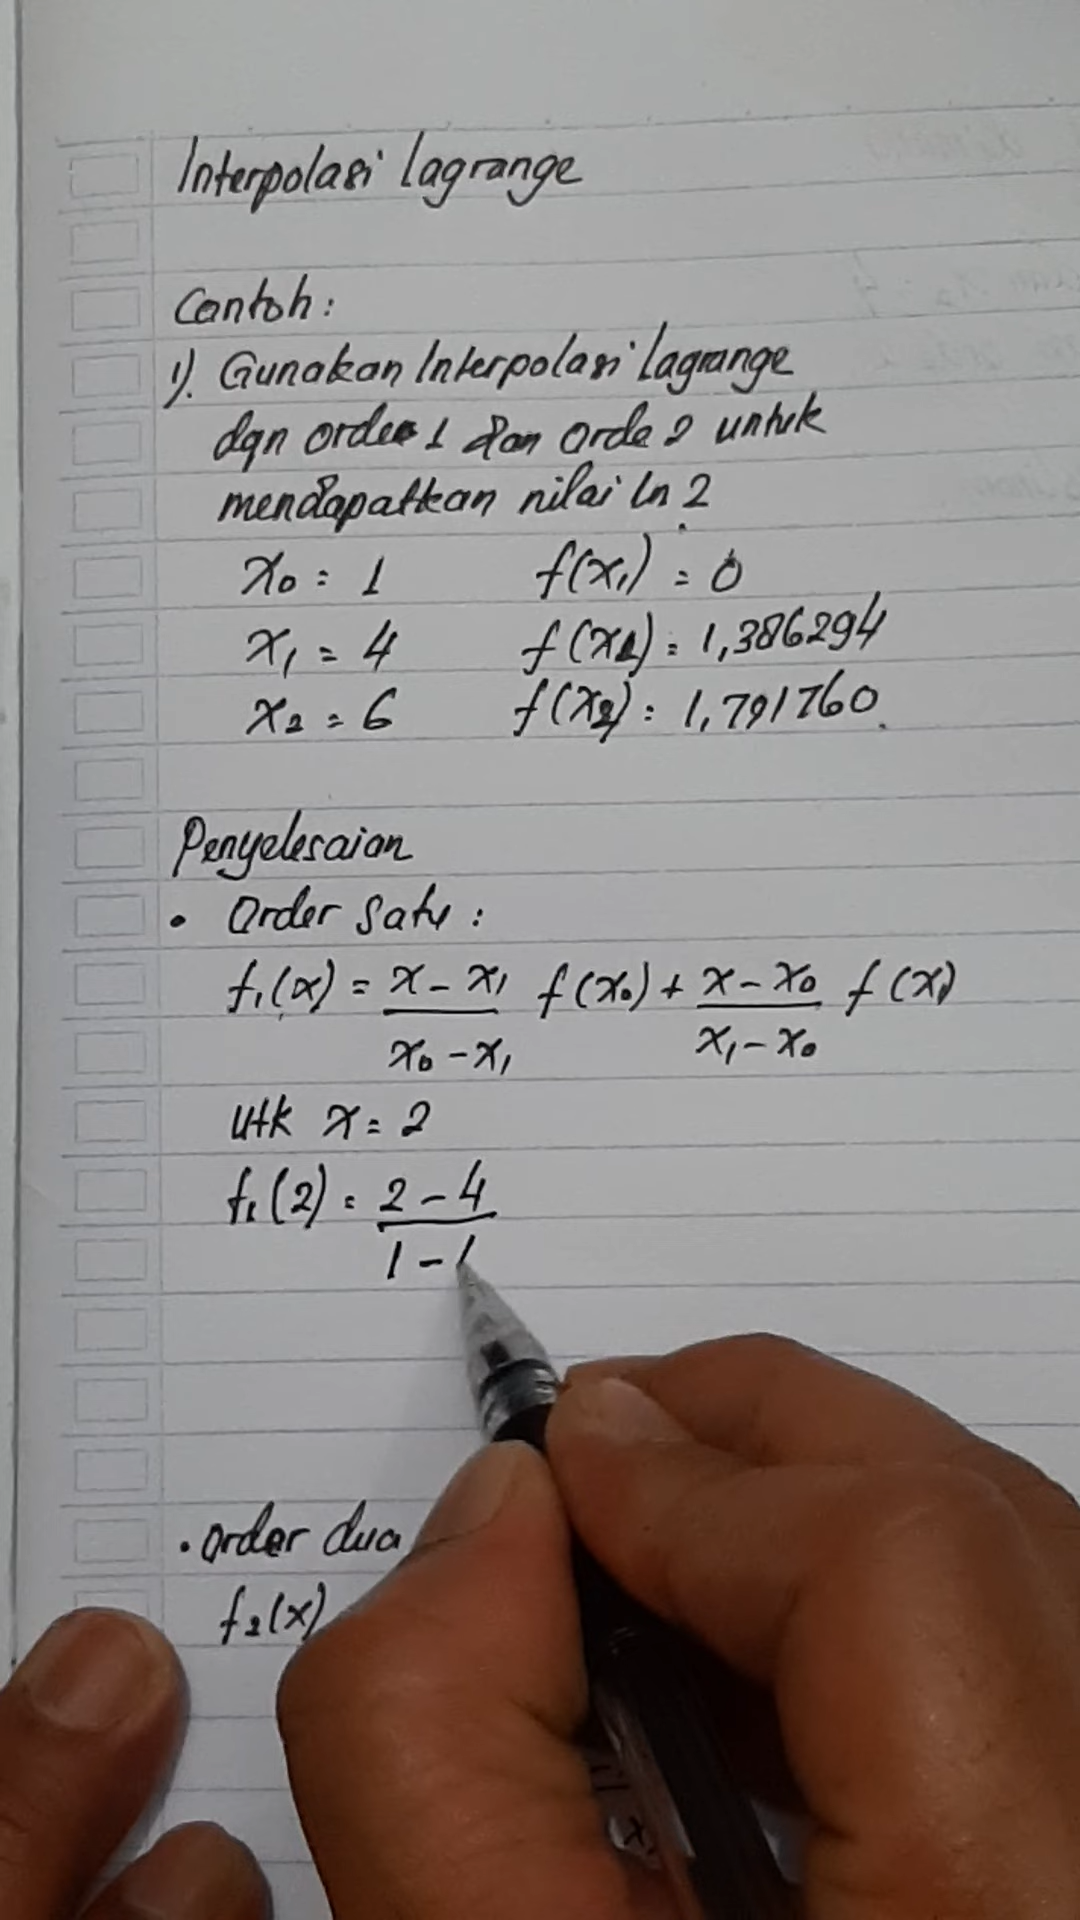 Interpolasi Lagrange
Contoh:
1). Gunakan Interpolasi Lagrange
dgn order 1 dan orde 2 untuk
mendapatkan nilai ln 2
x₀ = 1 f(x₁) = 0
x₁ = 4 f(x₁) = 1,386294
x₂ = 6 f(x₂) = 1,791760
Penyelesaian
• Order satu :
f₁(x) = (x - x₁)/(x₀ - x₁) f(x₀) + (x - x₀)/(x₁ - x₀) f(x₁)
utk x = 2
f₁(2) = 2 - 4
1 -
• order dua
f₂(x)